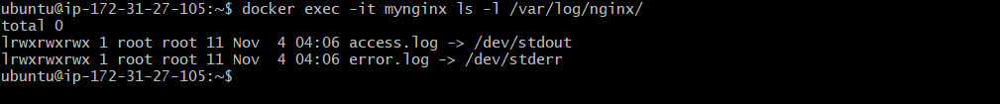 ubuntu@ip-172-31-27-105:~$ docker exec -it mynginx ls -l /var/log/nginx/
total 0
lrwxrwxrwx 1 root root 11 Nov  4 04:06 access.log -> /dev/stdout
lrwxrwxrwx 1 root root 11 Nov  4 04:06 error.log -> /dev/stderr
ubuntu@ip-172-31-27-105:~$